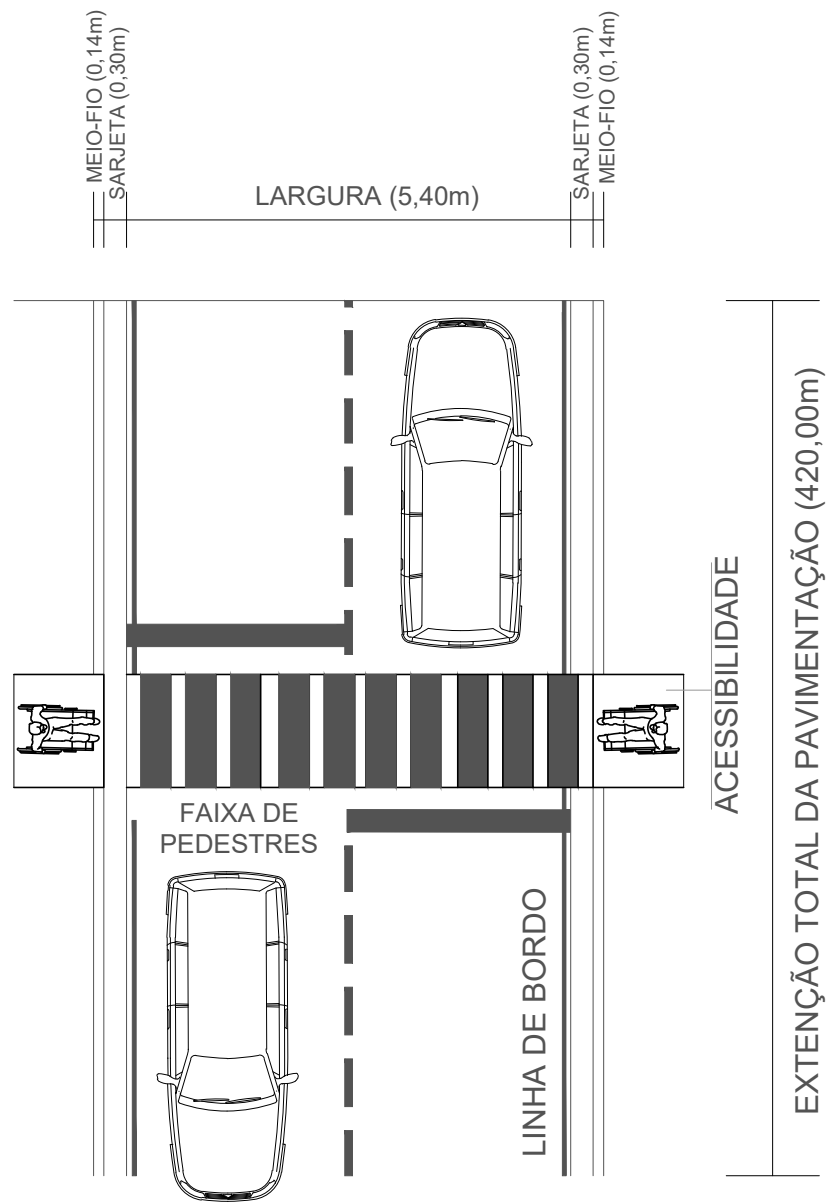 MEIO-FIO (0,14m)
SARJETA (0,30m)
LARGURA (5,40m)
SARJETA (0,30m)
MEIO-FIO (0,14m)
EXTENÇÃO TOTAL DA PAVIMENTAÇÃO (420,00m)
ACESSIBILIDADE
FAIXA DE
PEDESTRES
LINHA DE BORDO